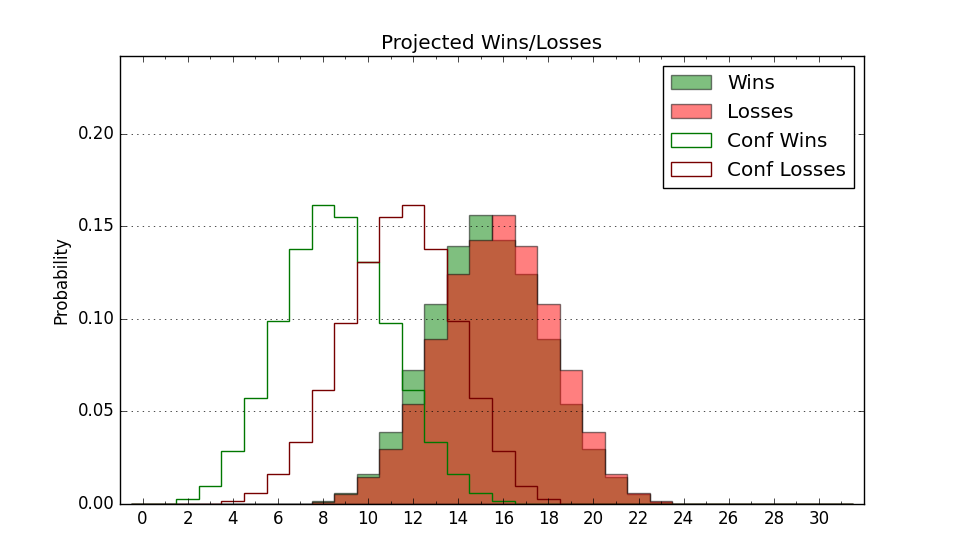 Projected Wins/Losses
Wins
Losses
Conf Wins
Conf Losses
Probability
0.20
0.15
0.10
0.05
0.00
0 2 4 6 8 10 12 14 16 18 20 22 24 26 28 30